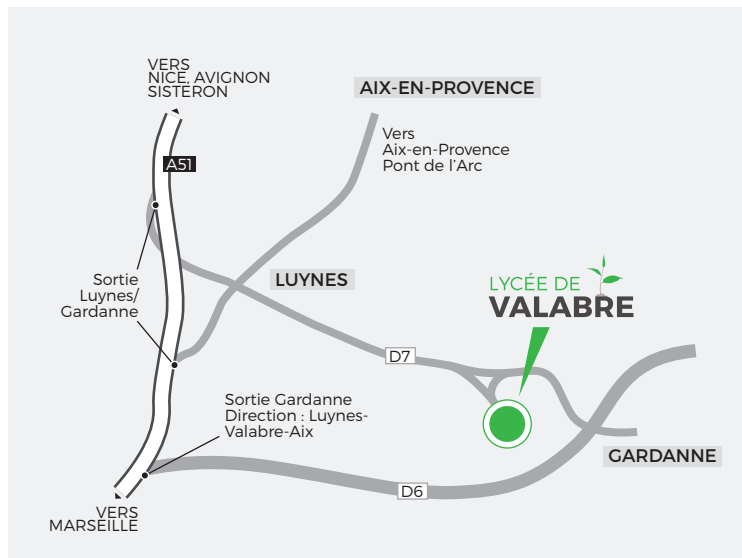 VERS
NICE, AVIGNON
SISTERON
AIX-EN-PROVENCE
Vers
Aix-en-Provence
Pont de l'Arc
A51
Sortie
Luynes/
Gardanne
LUYNES
LYCÉE DE
VALABRE
D7
Sortie Gardanne
Direction : Luynes-
Valabre-Aix
GARDANNE
D6
VERS
MARSEILLE